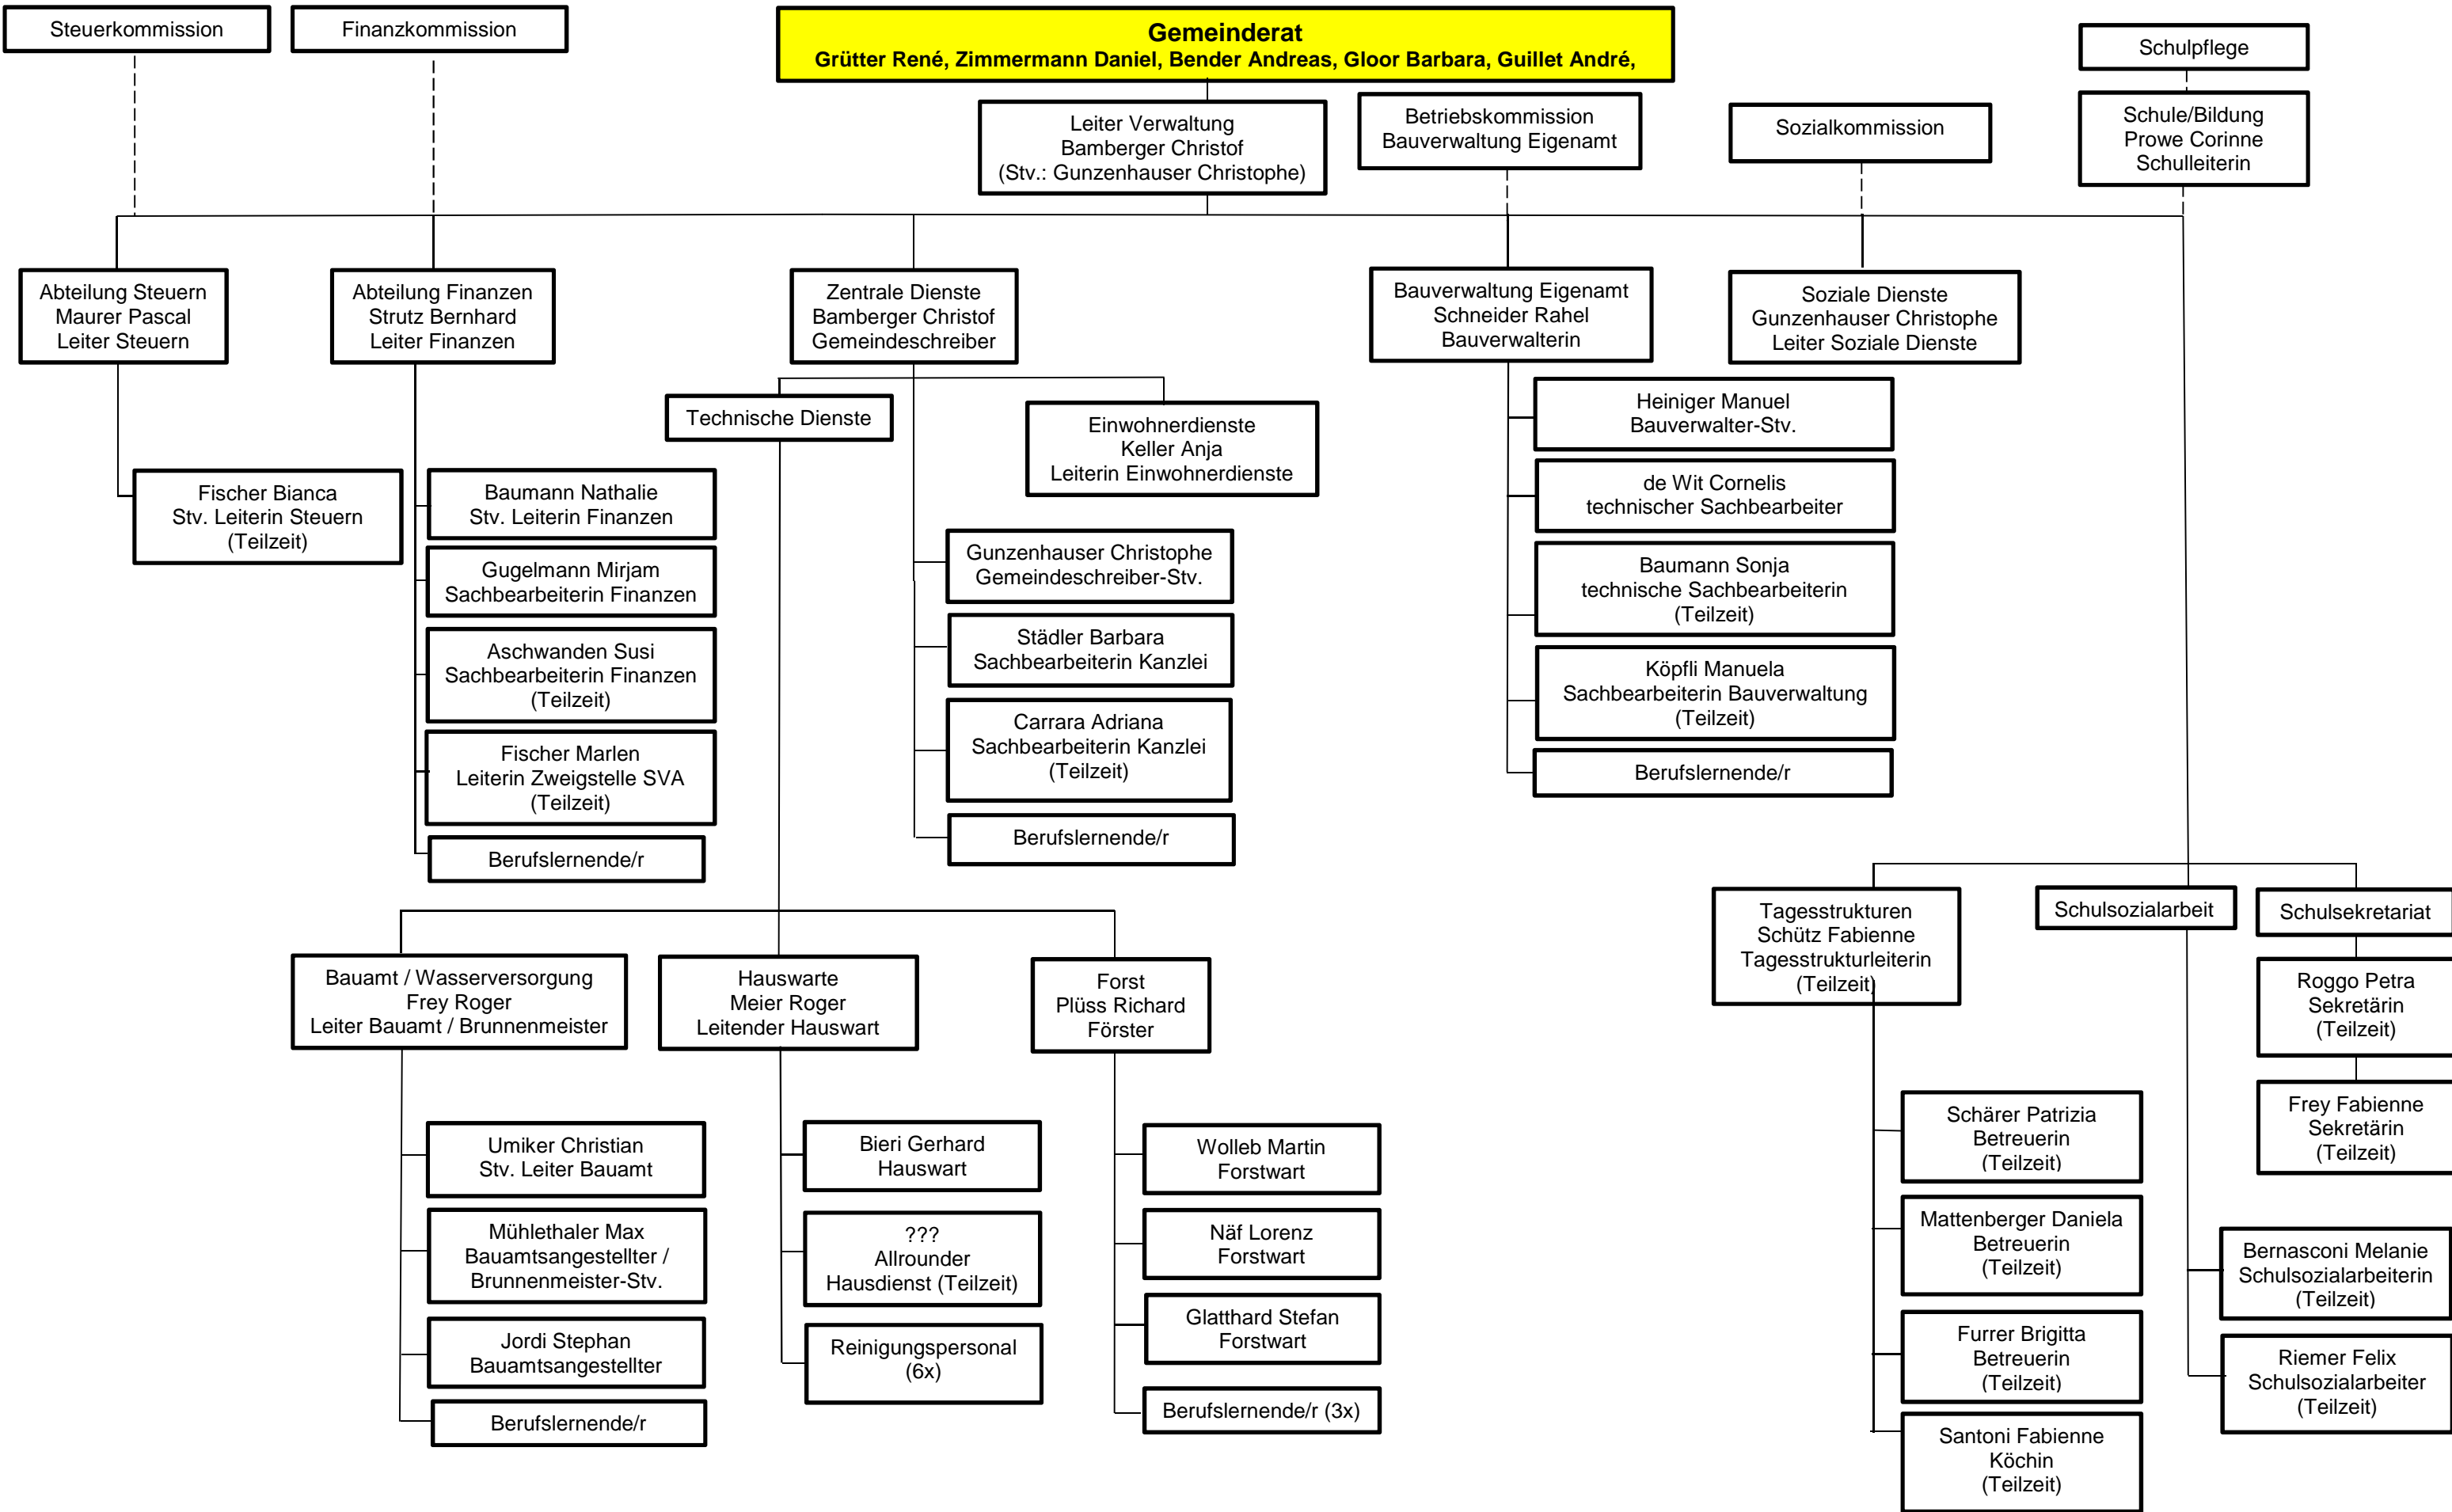 Steuerkommission
Finanzkommission
Gemeinderat
Grütter René, Zimmermann Daniel, Bender Andreas, Gloor Barbara, Guillet André,
Schulpflege
Leiter Verwaltung
Bamberger Christof
(Stv.: Gunzenhauser Christophe)
Betriebskommission
Bauverwaltung Eigenamt
Sozialkommission
Schule/Bildung
Prowe Corinne
Schulleiterin
Abteilung Steuern
Maurer Pascal
Leiter Steuern
Abteilung Finanzen
Strutz Bernhard
Leiter Finanzen
Zentrale Dienste
Bamberger Christof
Gemeindeschreiber
Bauverwaltung Eigenamt
Schneider Rahel
Bauverwalterin
Soziale Dienste
Gunzenhauser Christophe
Leiter Soziale Dienste
Technische Dienste
Einwohnerdienste
Keller Anja
Leiterin Einwohnerdienste
Fischer Bianca
Stv. Leiterin Steuern
(Teilzeit)
Baumann Nathalie
Stv. Leiterin Finanzen
Gugelmann Mirjam
Sachbearbeiterin Finanzen
Aschwanden Susi
Sachbearbeiterin Finanzen
(Teilzeit)
Fischer Marlen
Leiterin Zweigstelle SVA
(Teilzeit)
Berufslernende/r
Gunzenhauser Christophe
Gemeindeschreiber-Stv.
Städler Barbara
Sachbearbeiterin Kanzlei
Carrara Adriana
Sachbearbeiterin Kanzlei
(Teilzeit)
Berufslernende/r
Heiniger Manuel
Bauverwalter-Stv.
de Wit Cornelis
technischer Sachbearbeiter
Baumann Sonja
technische Sachbearbeiterin
(Teilzeit)
Köpfli Manuela
Sachbearbeiterin Bauverwaltung
(Teilzeit)
Berufslernende/r
Bauamt / Wasserversorgung
Frey Roger
Leiter Bauamt / Brunnenmeister
Hauswarte
Meier Roger
Leitender Hauswart
Forst
Plüss Richard
Förster
Tagesstrukturen
Schütz Fabienne
Tagesstrukturleiterin
(Teilzeit)
Schulsozialarbeit
Schulsekretariat
Roggo Petra
Sekretärin
(Teilzeit)
Frey Fabienne
Sekretärin
(Teilzeit)
Umiker Christian
Stv. Leiter Bauamt
Mühlethaler Max
Bauamtsangestellter /
Brunnenmeister-Stv.
Jordi Stephan
Bauamtsangestellter
Berufslernende/r
Bieri Gerhard
Hauswart
???
Allrounder
Hausdienst (Teilzeit)
Reinigungspersonal
(6x)
Wolleb Martin
Forstwart
Näf Lorenz
Forstwart
Glatthard Stefan
Forstwart
Berufslernende/r (3x)
Schärer Patrizia
Betreuerin
(Teilzeit)
Mattenberger Daniela
Betreuerin
(Teilzeit)
Furrer Brigitta
Betreuerin
(Teilzeit)
Santoni Fabienne
Köchin
(Teilzeit)
Bernasconi Melanie
Schulsozialarbeiterin
(Teilzeit)
Riemer Felix
Schulsozialarbeiter
(Teilzeit)